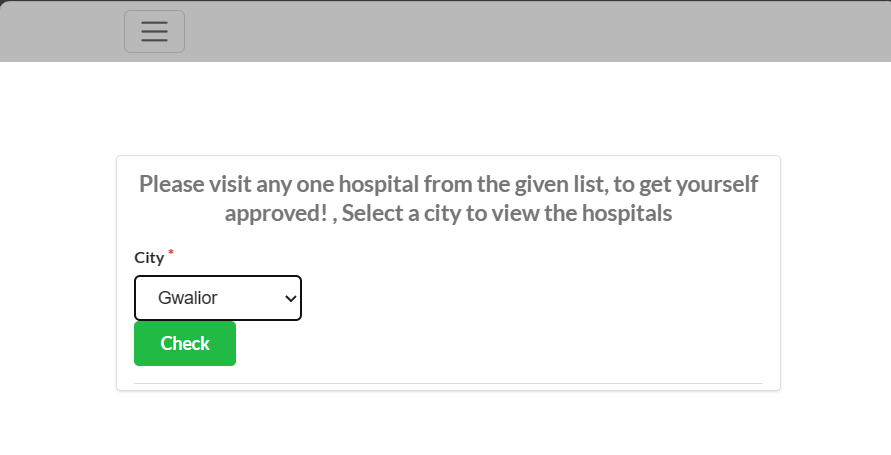 Please visit any one hospital from the given list, to get yourself
approved! , Select a city to view the hospitals
City *
Gwalior
Check